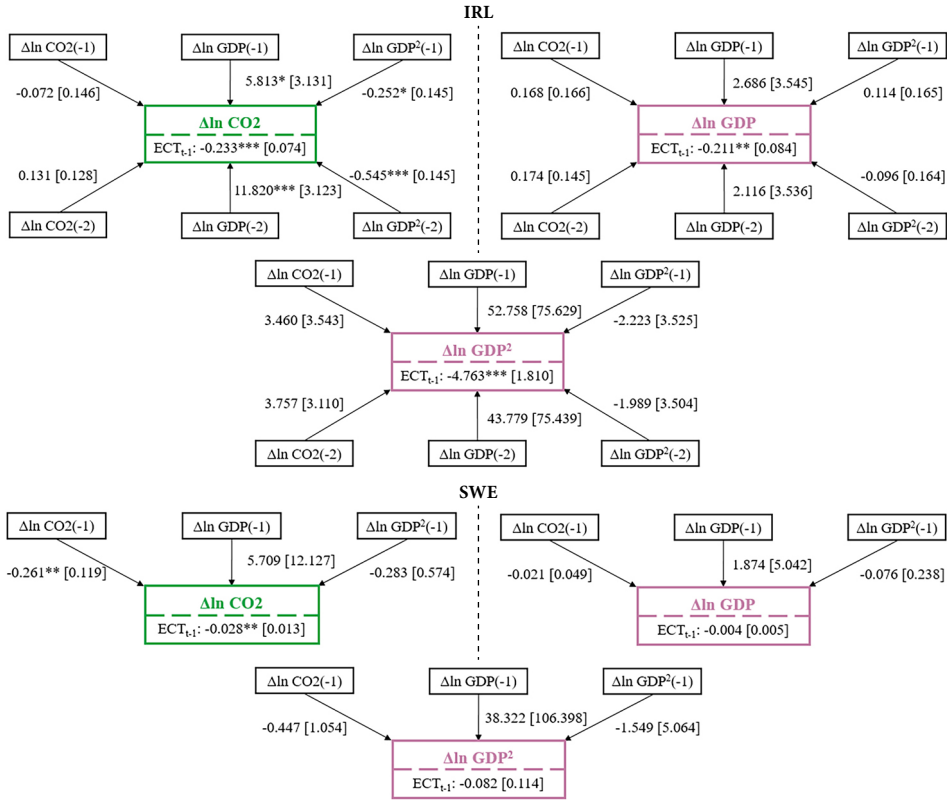 IRL
Δln CO2(-1) Δln GDP(-1) Δln GDP²(-1)
-0.072 [0.146] 5.813* [3.131] -0.252* [0.145]
Δln CO2
ECTt-1: -0.233*** [0.074]
0.131 [0.128] 11.820*** [3.123] -0.545*** [0.145]
Δln CO2(-2) Δln GDP(-2) Δln GDP²(-2)
Δln CO2(-1) Δln GDP(-1) Δln GDP²(-1)
0.168 [0.166] 2.686 [3.545] 0.114 [0.165]
Δln GDP
ECTt-1: -0.211** [0.084]
0.174 [0.145] 2.116 [3.536] -0.096 [0.164]
Δln CO2(-2) Δln GDP(-2) Δln GDP²(-2)
Δln CO2(-1) Δln GDP(-1) Δln GDP²(-1)
3.460 [3.543] 52.758 [75.629] -2.223 [3.525]
Δln GDP²
ECTt-1: -4.763*** [1.810]
3.757 [3.110] 43.779 [75.439] -1.989 [3.504]
Δln CO2(-2) Δln GDP(-2) Δln GDP²(-2)
SWE
Δln CO2(-1) Δln GDP(-1) Δln GDP²(-1)
-0.261** [0.119] 5.709 [12.127] -0.283 [0.574]
Δln CO2
ECTt-1: -0.028** [0.013]
Δln CO2(-1) Δln GDP(-1) Δln GDP²(-1)
-0.021 [0.049] 1.874 [5.042] -0.076 [0.238]
Δln GDP
ECTt-1: -0.004 [0.005]
Δln CO2(-1) Δln GDP(-1) Δln GDP²(-1)
-0.447 [1.054] 38.322 [106.398] -1.549 [5.064]
Δln GDP²
ECTt-1: -0.082 [0.114]